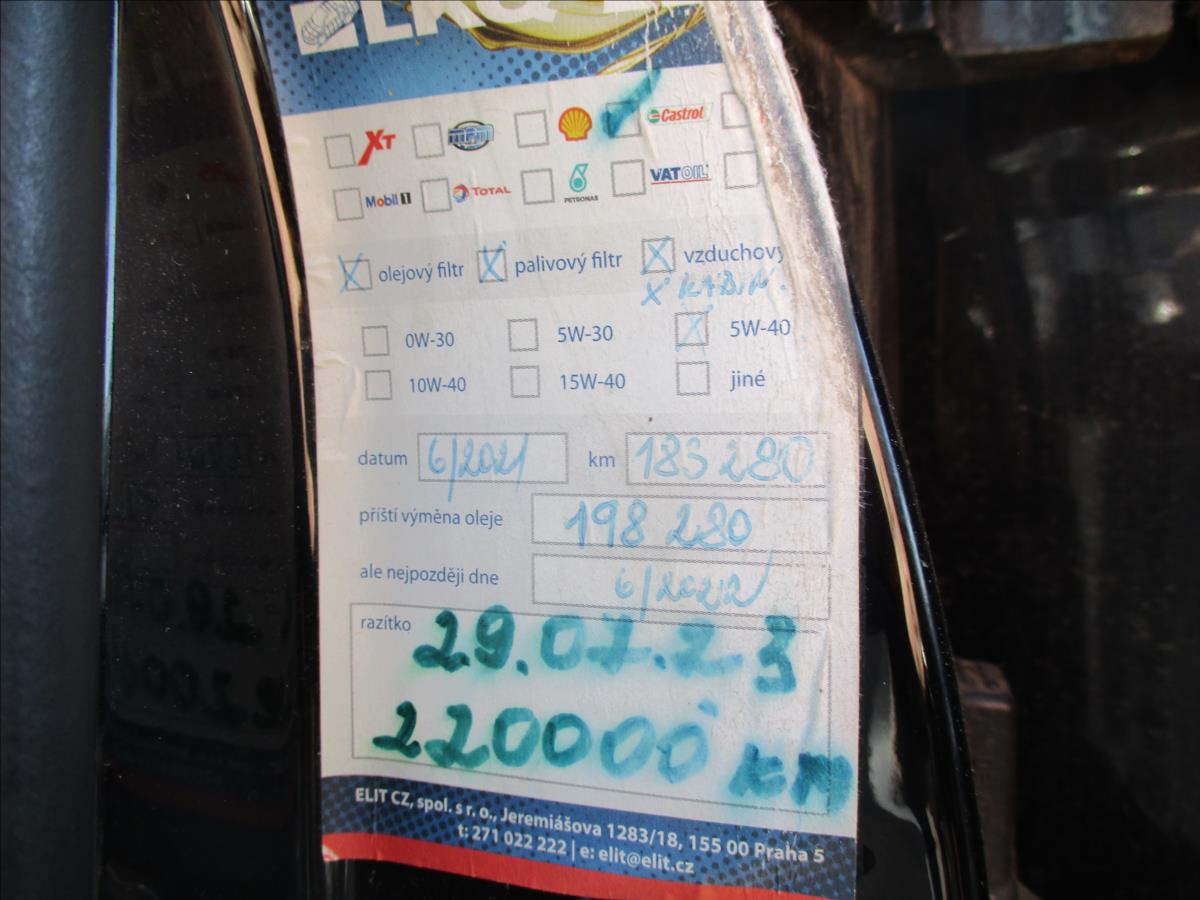 XT Castrol
Mobil 1 TOTAL PETRONAS VATOIL
X olejový filtr X palivový filtr X vzduchový
X KABIN.
0W-30 5W-30 X 5W-40
10W-40 15W-40 jiné
datum 6/2021 km 183 280
příští výměna oleje 198 280
ale nejpozději dne 6/2022
razítko 29.07.23
220000 km
ELIT CZ, spol. s r. o., Jeremiášova 1283/18, 155 00 Praha 5
t: 271 022 222 | e: elit@elit.cz